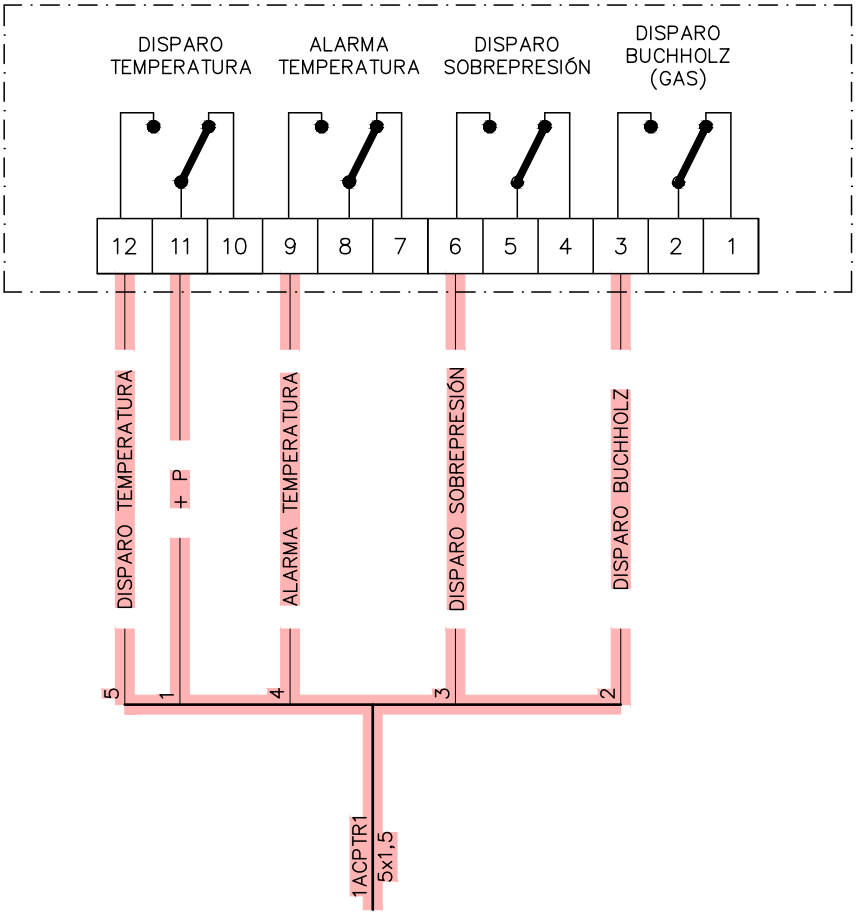 DISPARO
TEMPERATURA
ALARMA
TEMPERATURA
DISPARO
SOBREPRESIÓN
DISPARO
BUCHHOLZ
(GAS)
12 11 10 9 8 7 6 5 4 3 2 1
DISPARO TEMPERATURA
+ P
ALARMA TEMPERATURA
DISPARO SOBREPRESIÓN
DISPARO BUCHHOLZ
5 1 4 3 2
1ACPTR1
5x1,5